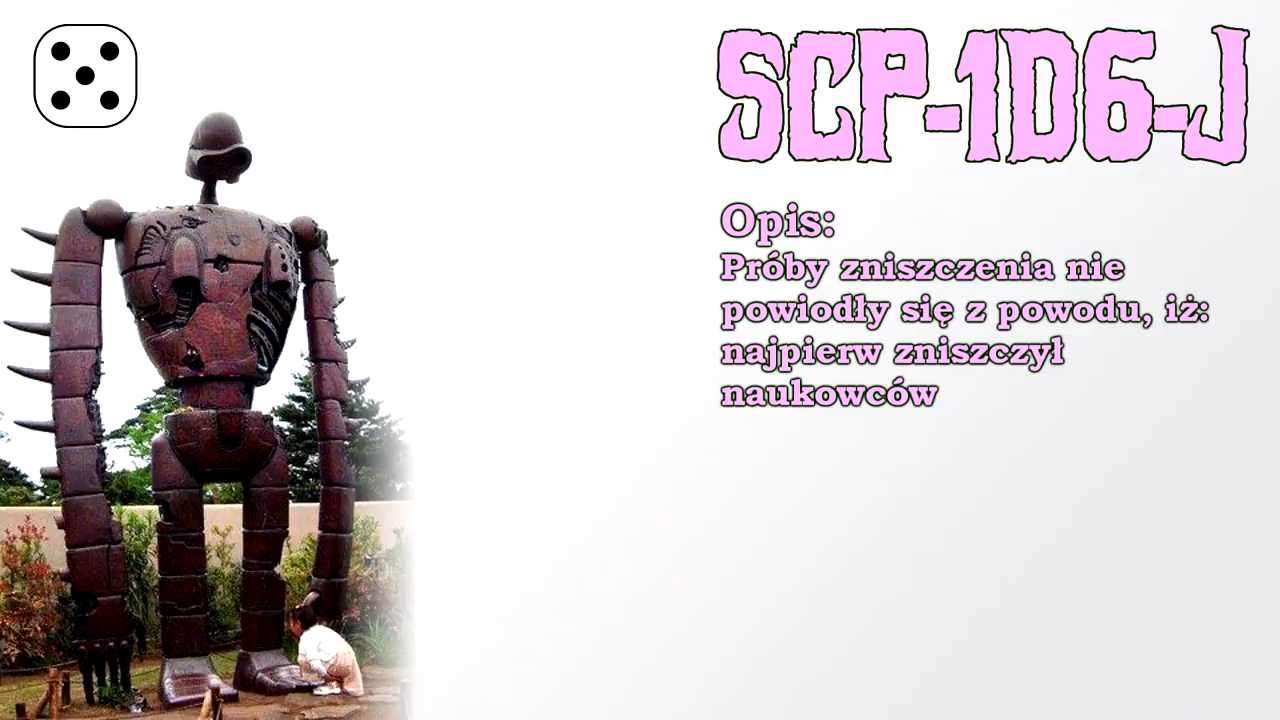 SCP-1D6-J
Opis:
Próby zniszczenia nie
powiodły się z powodu, iż:
najpierw zniszczył
naukowców